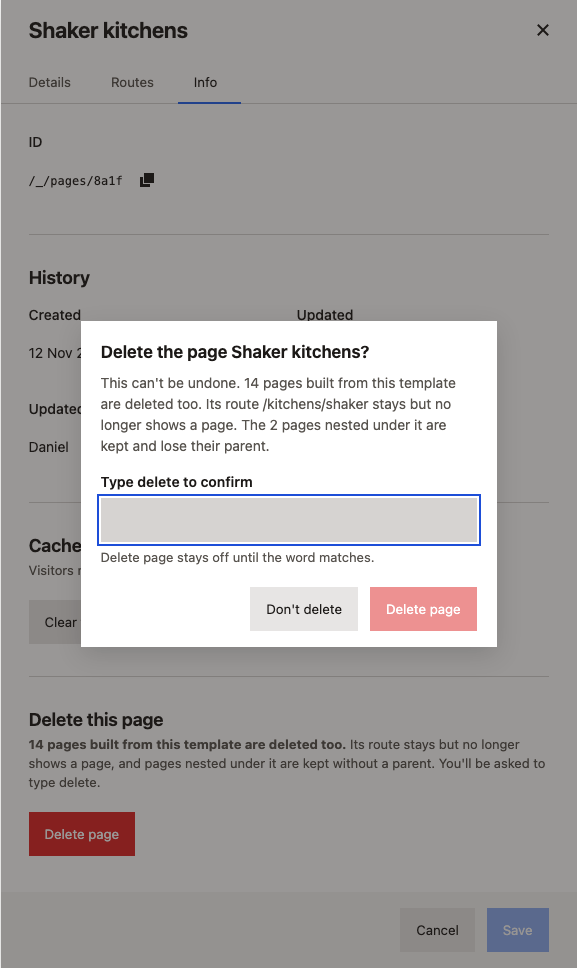 Shaker kitchens
Details Routes Info
ID
/_/pages/8a1f
History
Created Updated
12 Nov
Updated
Daniel
Delete the page Shaker kitchens?
This can't be undone. 14 pages built from this template
are deleted too. Its route /kitchens/shaker stays but no
longer shows a page. The 2 pages nested under it are
kept and lose their parent.
Type delete to confirm
Delete page stays off until the word matches.
Don't delete Delete page
Cache
Visitors
Clear
Delete this page
14 pages built from this template are deleted too. Its route stays but no longer
shows a page, and pages nested under it are kept without a parent. You'll be asked to
type delete.
Delete page
Cancel Save